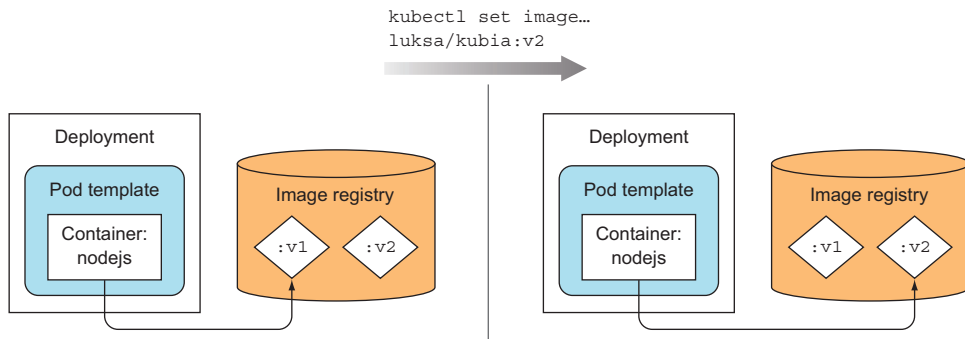 kubectl set image…
luksa/kubia:v2
Deployment
Pod template
Container:
nodejs
Image registry
:v1
:v2
Deployment
Pod template
Container:
nodejs
Image registry
:v1
:v2